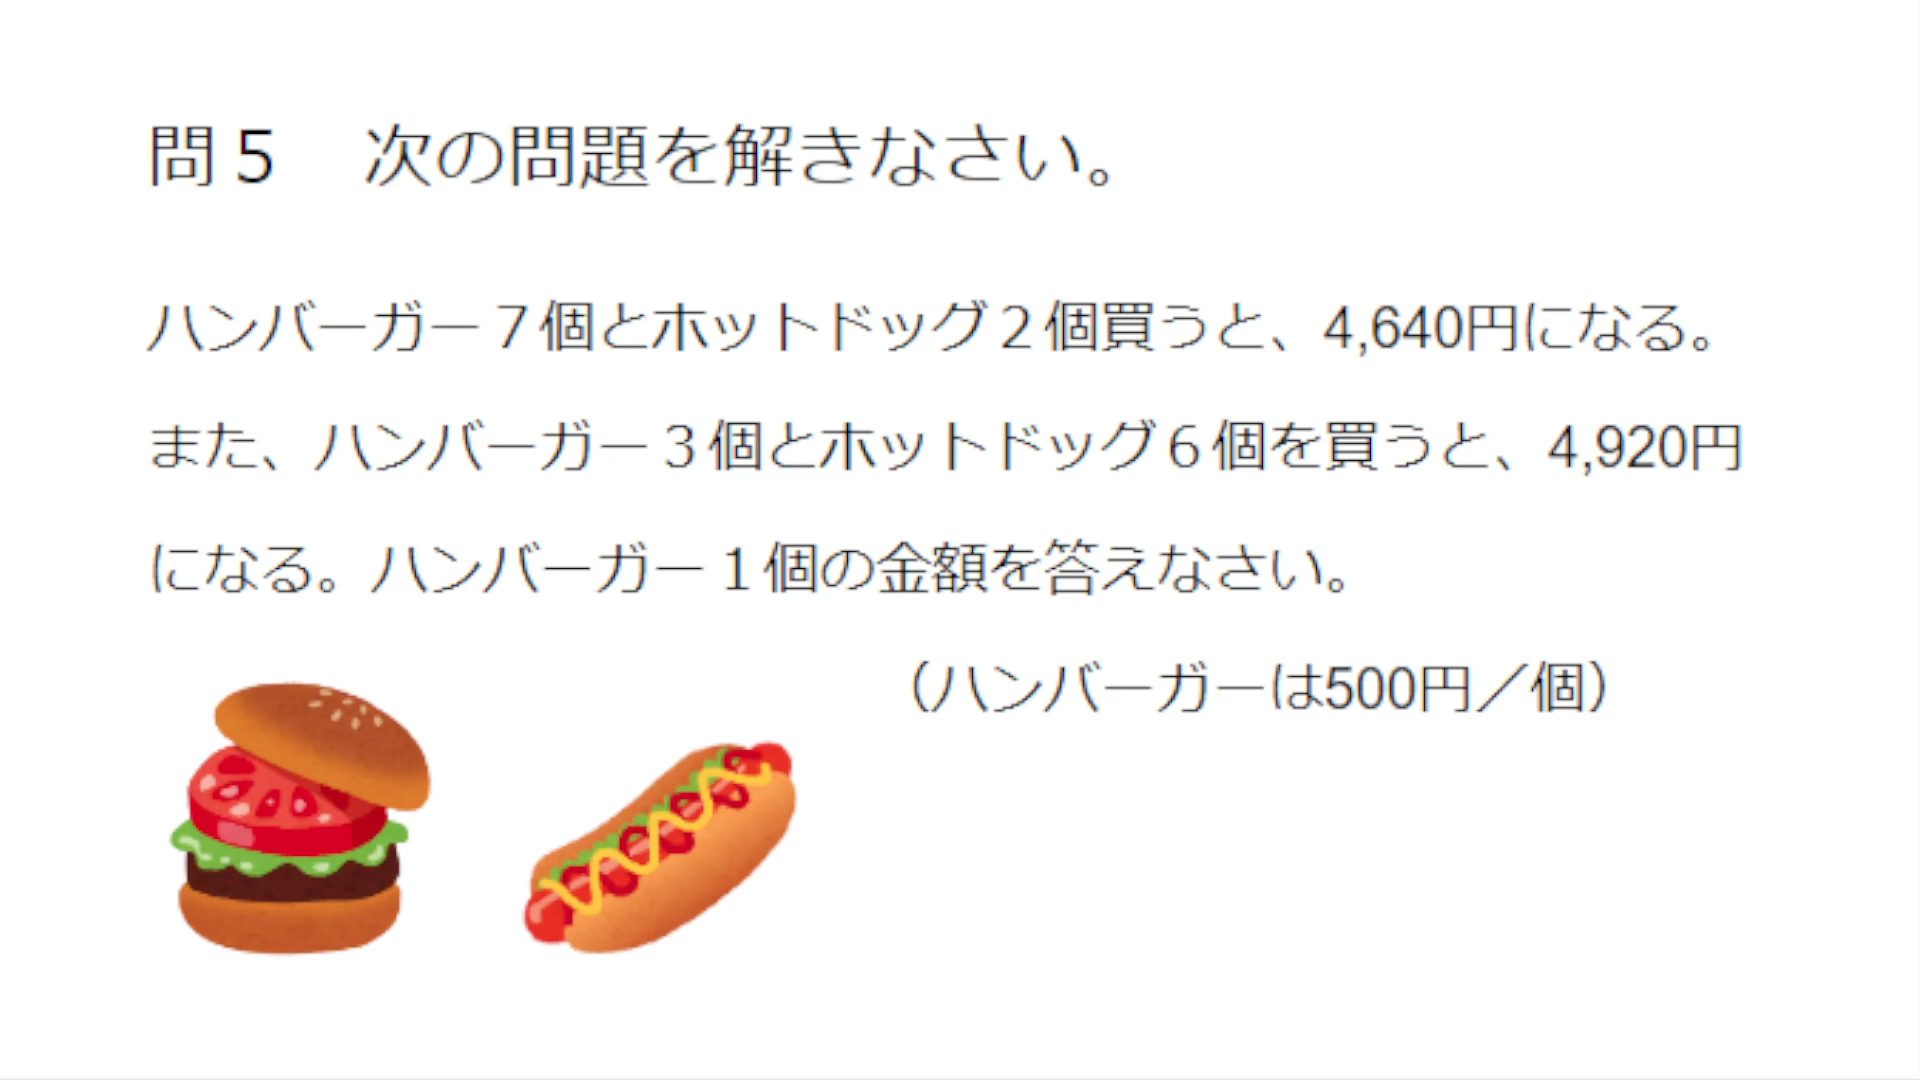 問５　次の問題を解きなさい。
ハンバーガー７個とホットドッグ２個買うと、4,640円になる。
また、ハンバーガー３個とホットドッグ６個を買うと、4,920円
になる。ハンバーガー１個の金額を答えなさい。
（ハンバーガーは500円／個）